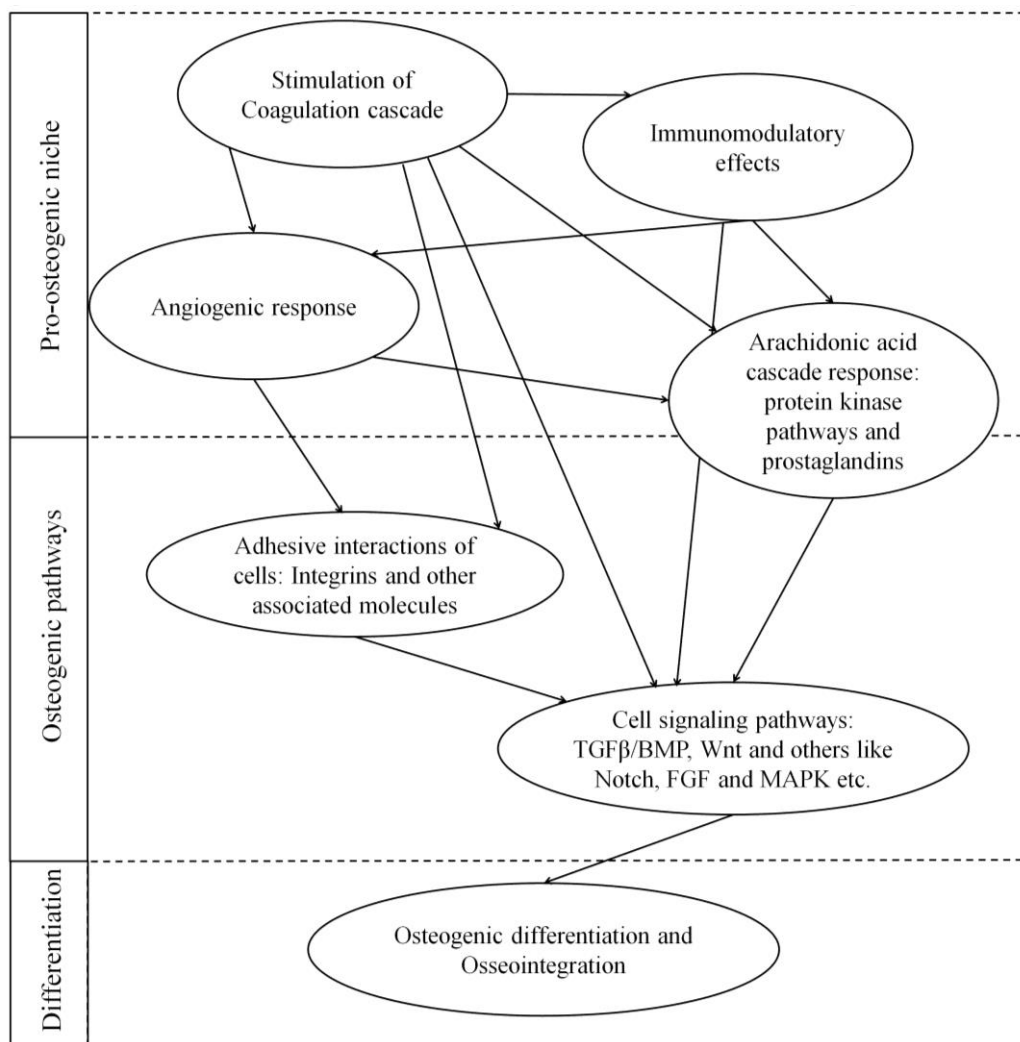 Pro-osteogenic niche
Stimulation of
Coagulation cascade
Immunomodulatory
effects
Angiogenic response
Arachidonic acid
cascade response:
protein kinase
pathways and
prostaglandins
Osteogenic pathways
Adhesive interactions of
cells: Integrins and other
associated molecules
Cell signaling pathways:
TGFβ/BMP, Wnt and others like
Notch, FGF and MAPK etc.
Differentiation
Osteogenic differentiation and
Osseointegration